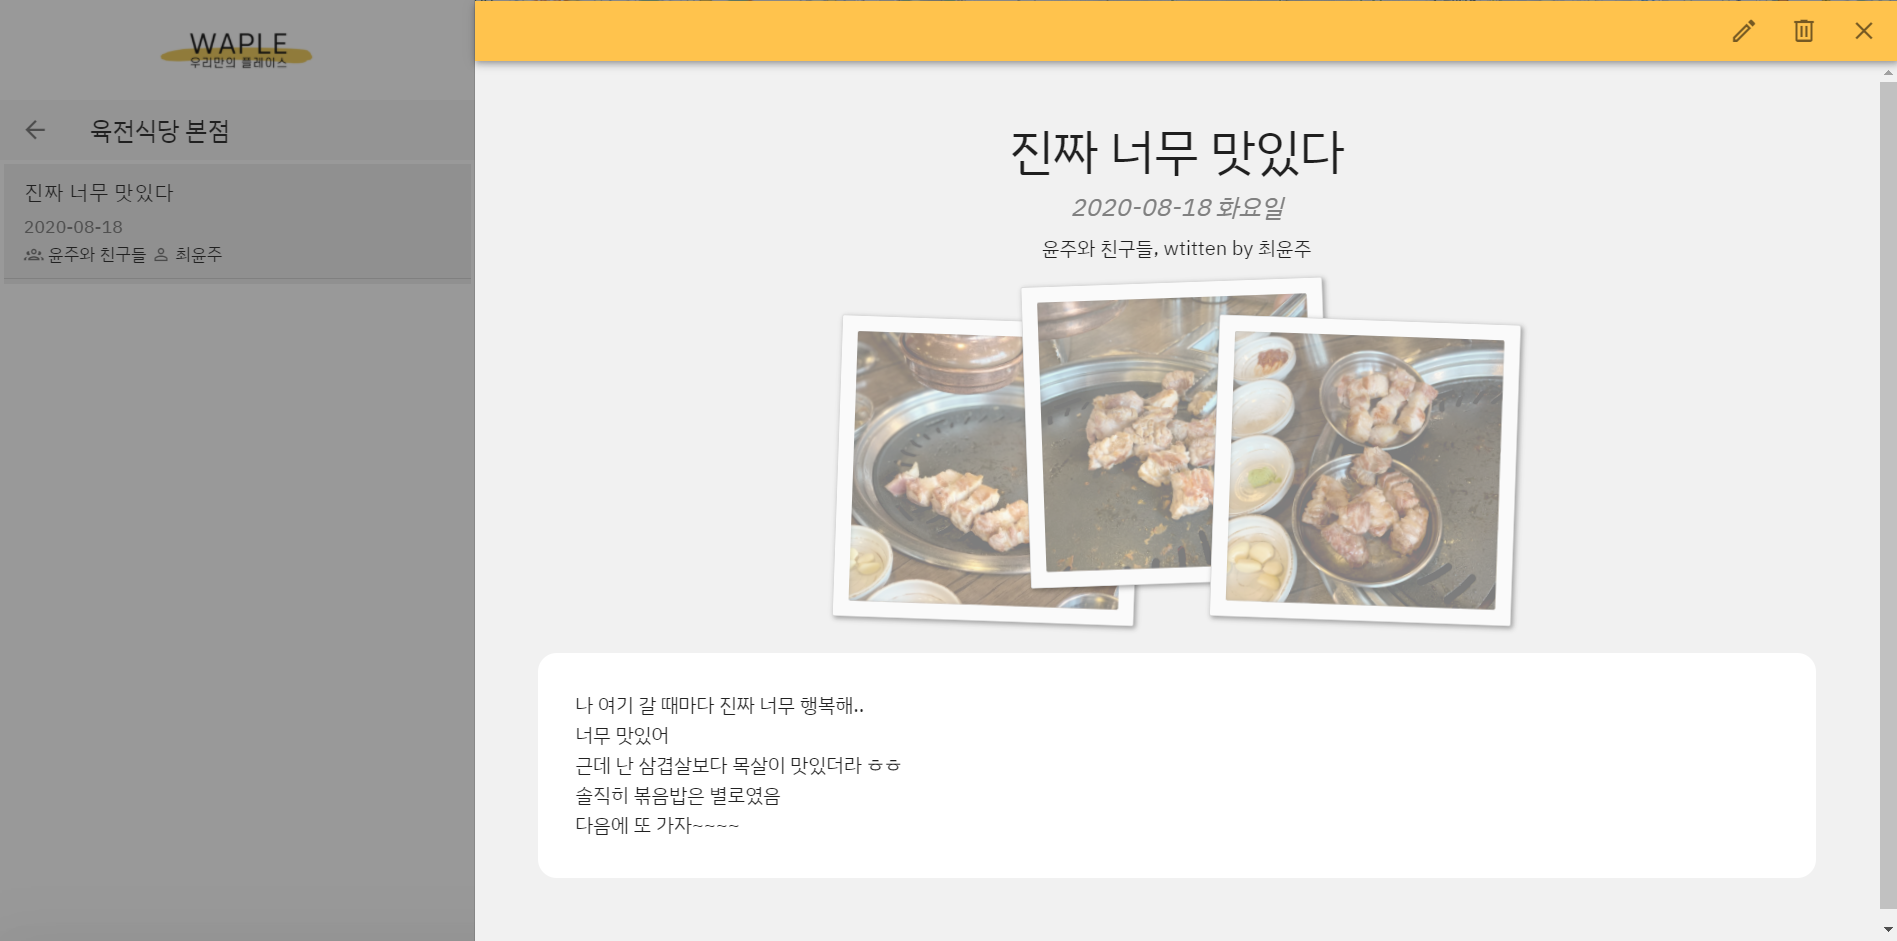 WAPLE
우리만의 플레이스
육전식당 본점
진짜 너무 맛있다
2020-08-18
윤주와 친구들 최윤주
진짜 너무 맛있다
2020-08-18 화요일
윤주와 친구들, wtitten by 최윤주
나 여기 갈 때마다 진짜 너무 행복해..
너무 맛있어
근데 난 삼겹살보다 목살이 맛있더라 ㅎㅎ
솔직히 볶음밥은 별로였음
다음에 또 가자~~~~